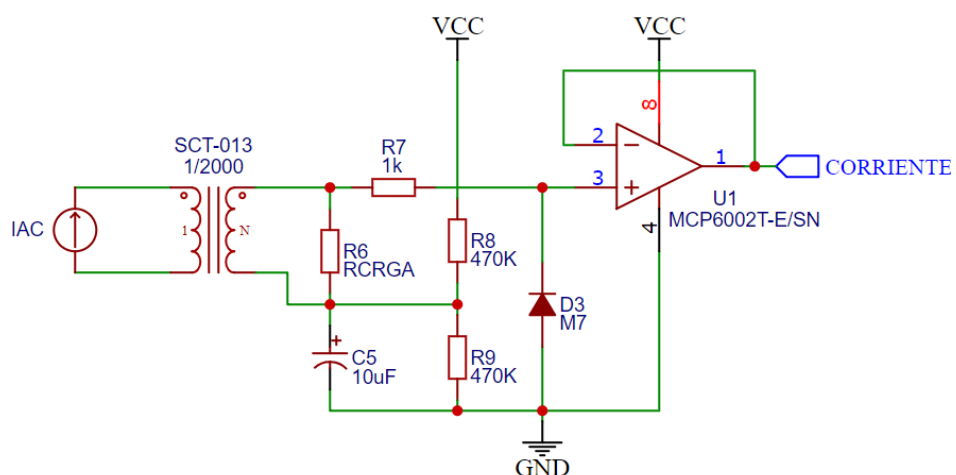 VCC
VCC
SCT-013
1/2000
R7
1k
8
2
1
CORRIENTE
3
U1
MCP6002T-E/SN
4
IAC
1
N
R6
RCRGA
R8
470K
D3
M7
+
C5
10uF
R9
470K
GND